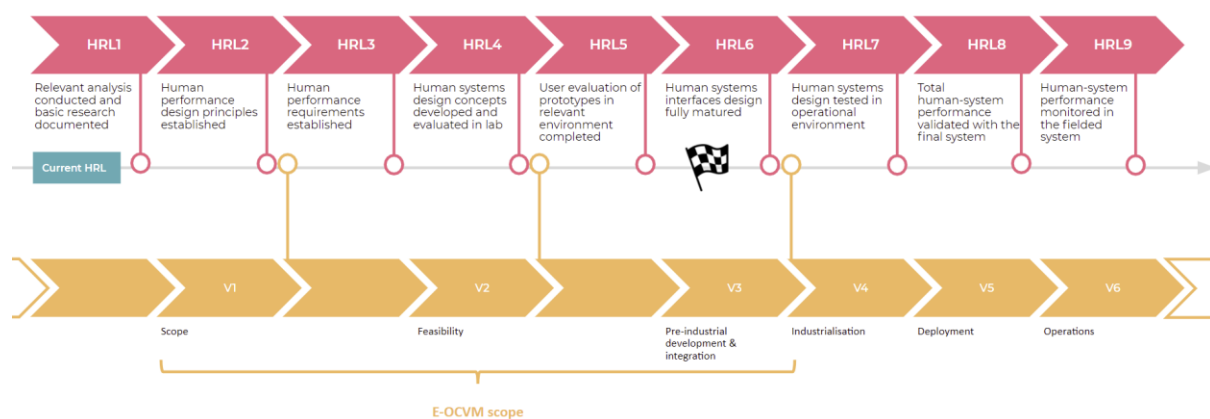 HRL1
HRL2
HRL3
HRL4
HRL5
HRL6
HRL7
HRL8
HRL9
Relevant analysis
conducted and
basic research
documented
Human
performance
design principles
established
Human
performance
requirements
established
Human systems
design concepts
developed and
evaluated in lab
User evaluation of
prototypes in
relevant
environment
completed
Human systems
interfaces design
fully matured
Human systems
design tested in
operational
environment
Total
human-system
performance
validated with the
final system
Human-system
performance
monitored in
the fielded
system
Current HRL
V1
V2
V3
V4
V5
V6
Scope
Feasibility
Pre-industrial
development &
integration
Industrialisation
Deployment
Operations
E-OCVM scope